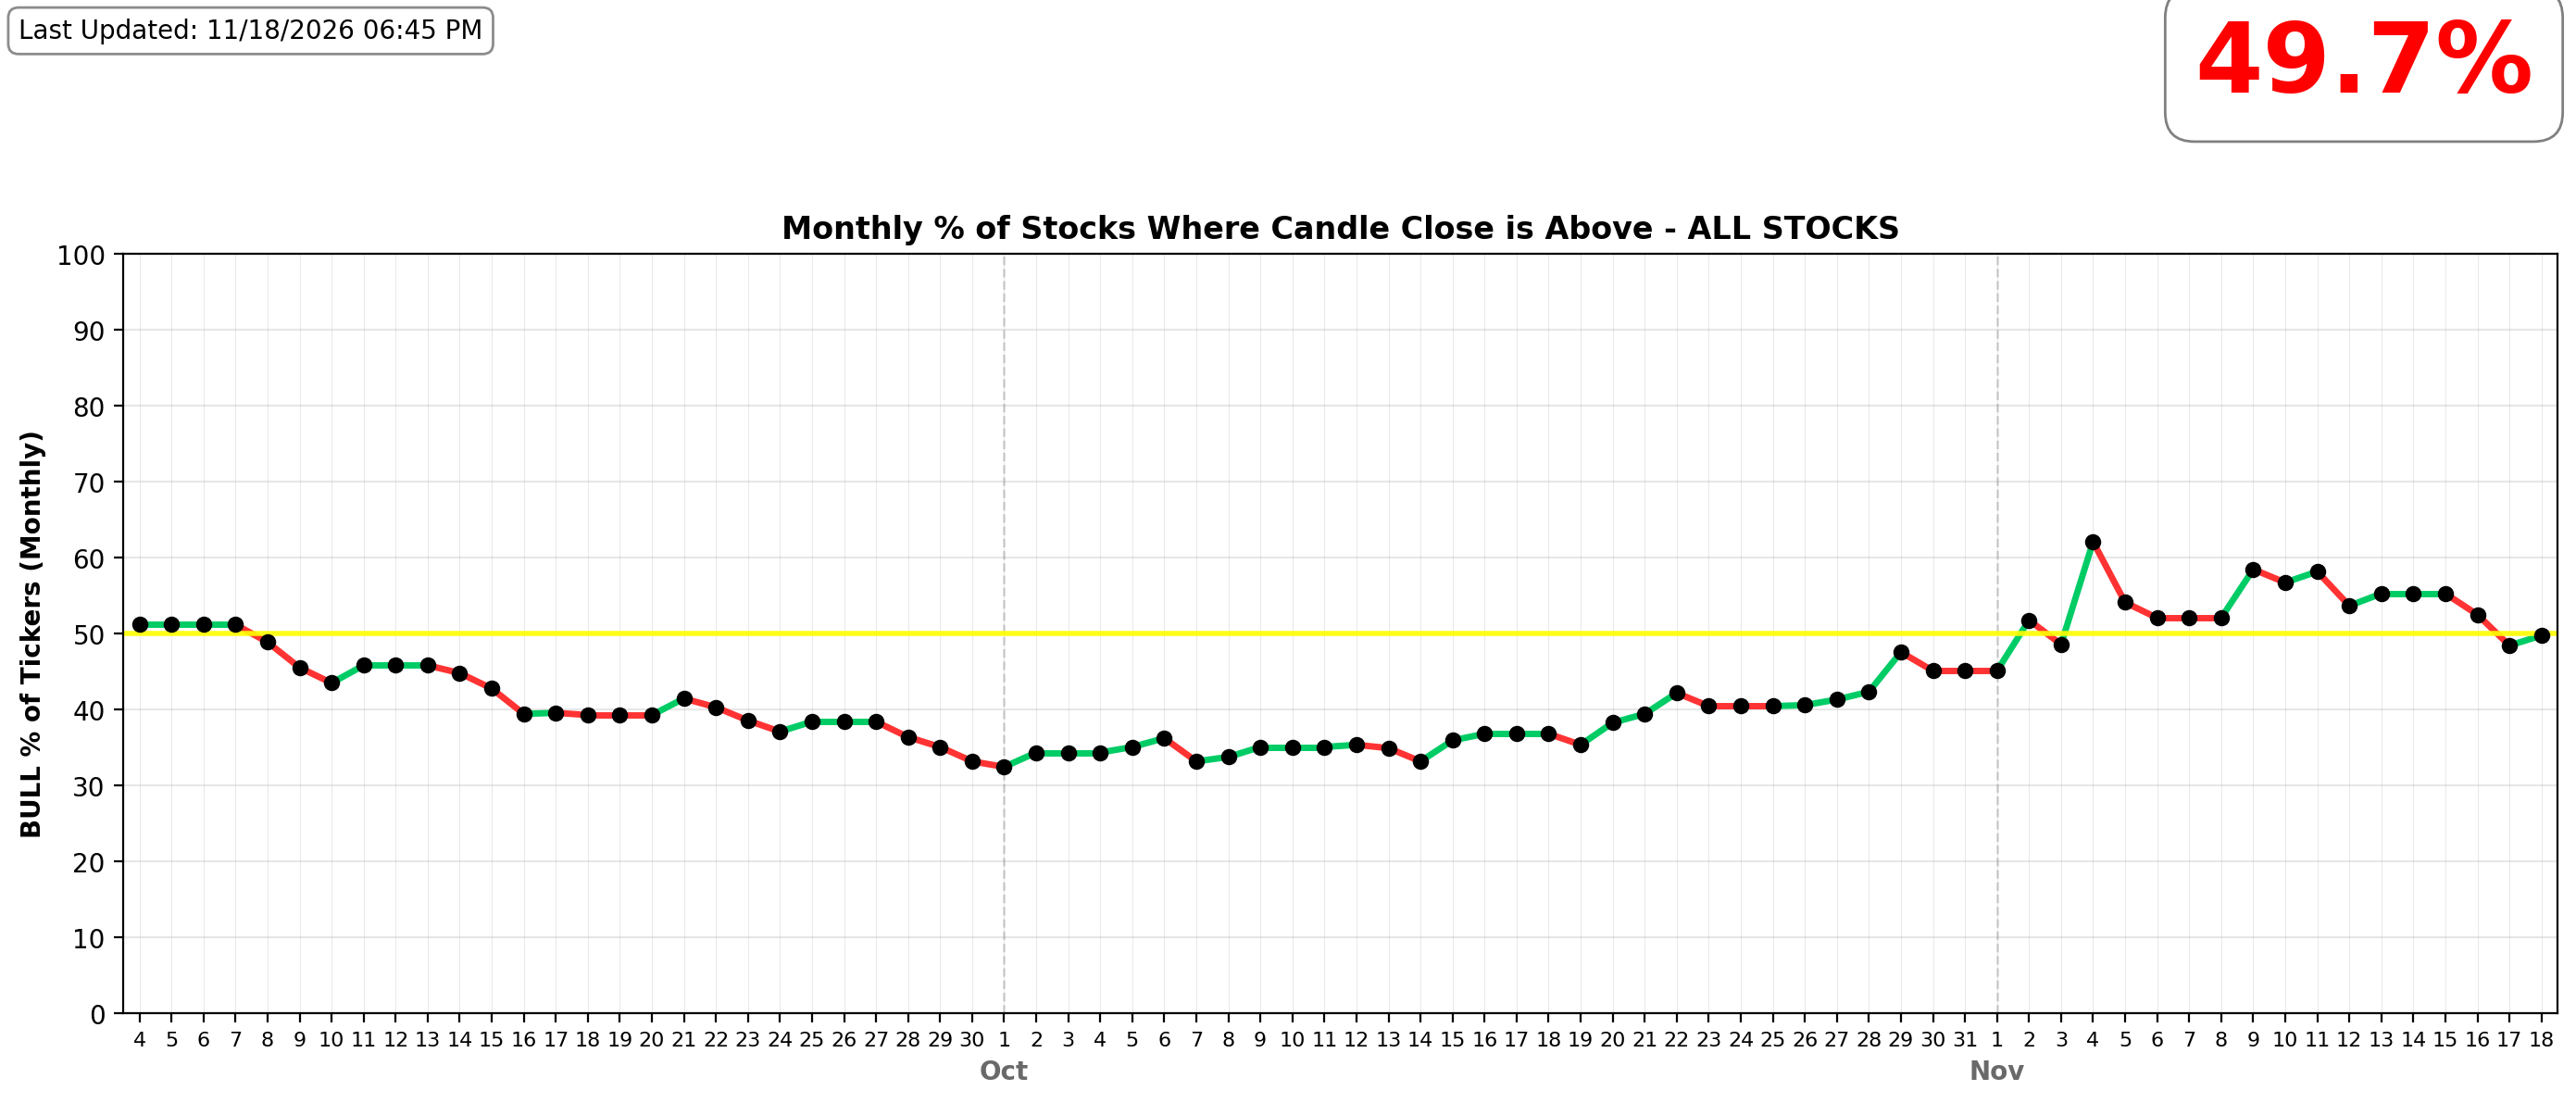 Last Updated: 11/18/2026 06:45 PM
49.7%
Monthly % of Stocks Where Candle Close is Above - ALL STOCKS
BULL % of Tickers (Monthly)
100
90
80
70
60
50
40
30
20
10
0
4 5 6 7 8 9 10 11 12 13 14 15 16 17 18 19 20 21 22 23 24 25 26 27 28 29 30 1 2 3 4 5 6 7 8 9 10 11 12 13 14 15 16 17 18 19 20 21 22 23 24 25 26 27 28 29 30 31 1 2 3 4 5 6 7 8 9 10 11 12 13 14 15 16 17 18
Oct Nov